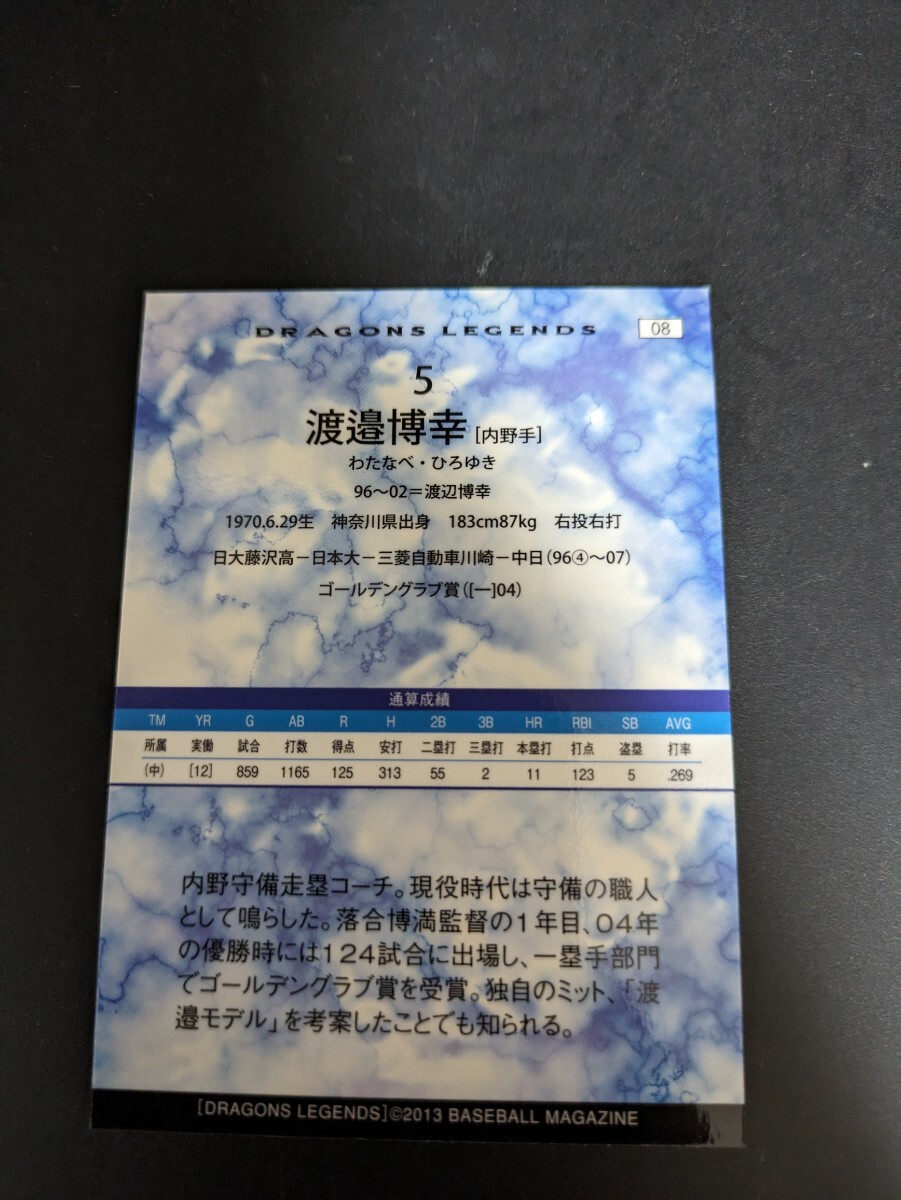 DRAGONS LEGENDS 08
5
渡邉博幸 [内野手]
わたなべ・ひろゆき
96〜02=渡辺博幸
1970.6.29生 神奈川県出身 183cm87kg 右投右打
日大藤沢高−日本大−三菱自動車川崎−中日(96④〜07)
ゴールデングラブ賞([一]04)
通算成績
TM YR G AB R H 2B 3B HR RBI SB AVG
所属 実働 試合 打数 得点 安打 二塁打 三塁打 本塁打 打点 盗塁 打率
(中) [12] 859 1165 125 313 55 2 11 123 5 .269
内野守備走塁コーチ。現役時代は守備の職人
として鳴らした。落合博満監督の1年目、04年
の優勝時には124試合に出場し、一塁手部門
でゴールデングラブ賞を受賞。独自のミット、「渡
邉モデル」を考案したことでも知られる。
[DRAGONS LEGENDS]©2013 BASEBALL MAGAZINE